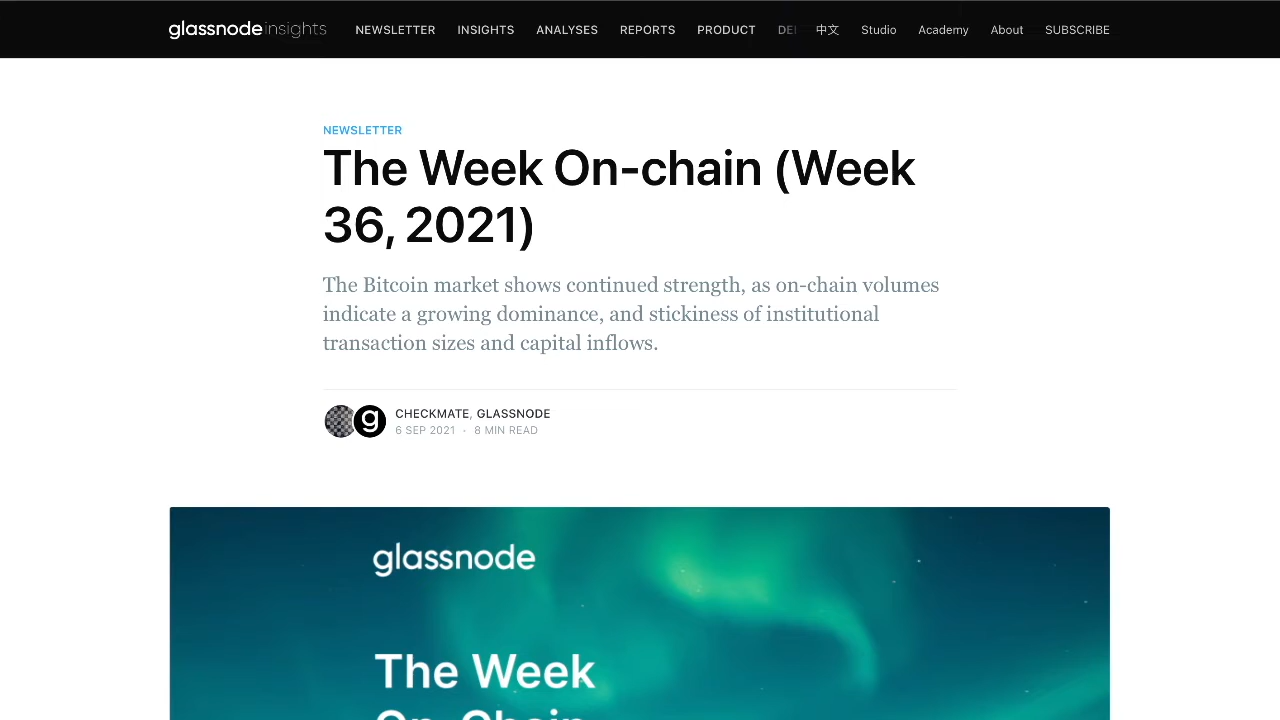 glassnode insights NEWSLETTER INSIGHTS ANALYSES REPORTS PRODUCT 中文 Studio Academy About SUBSCRIBE
NEWSLETTER
The Week On-chain (Week
36, 2021)
The Bitcoin market shows continued strength, as on-chain volumes
indicate a growing dominance, and stickiness of institutional
transaction sizes and capital inflows.
g
CHECKMATE, GLASSNODE
6 SEP 2021 · 8 MIN READ
glassnode
The Week
On-Chain